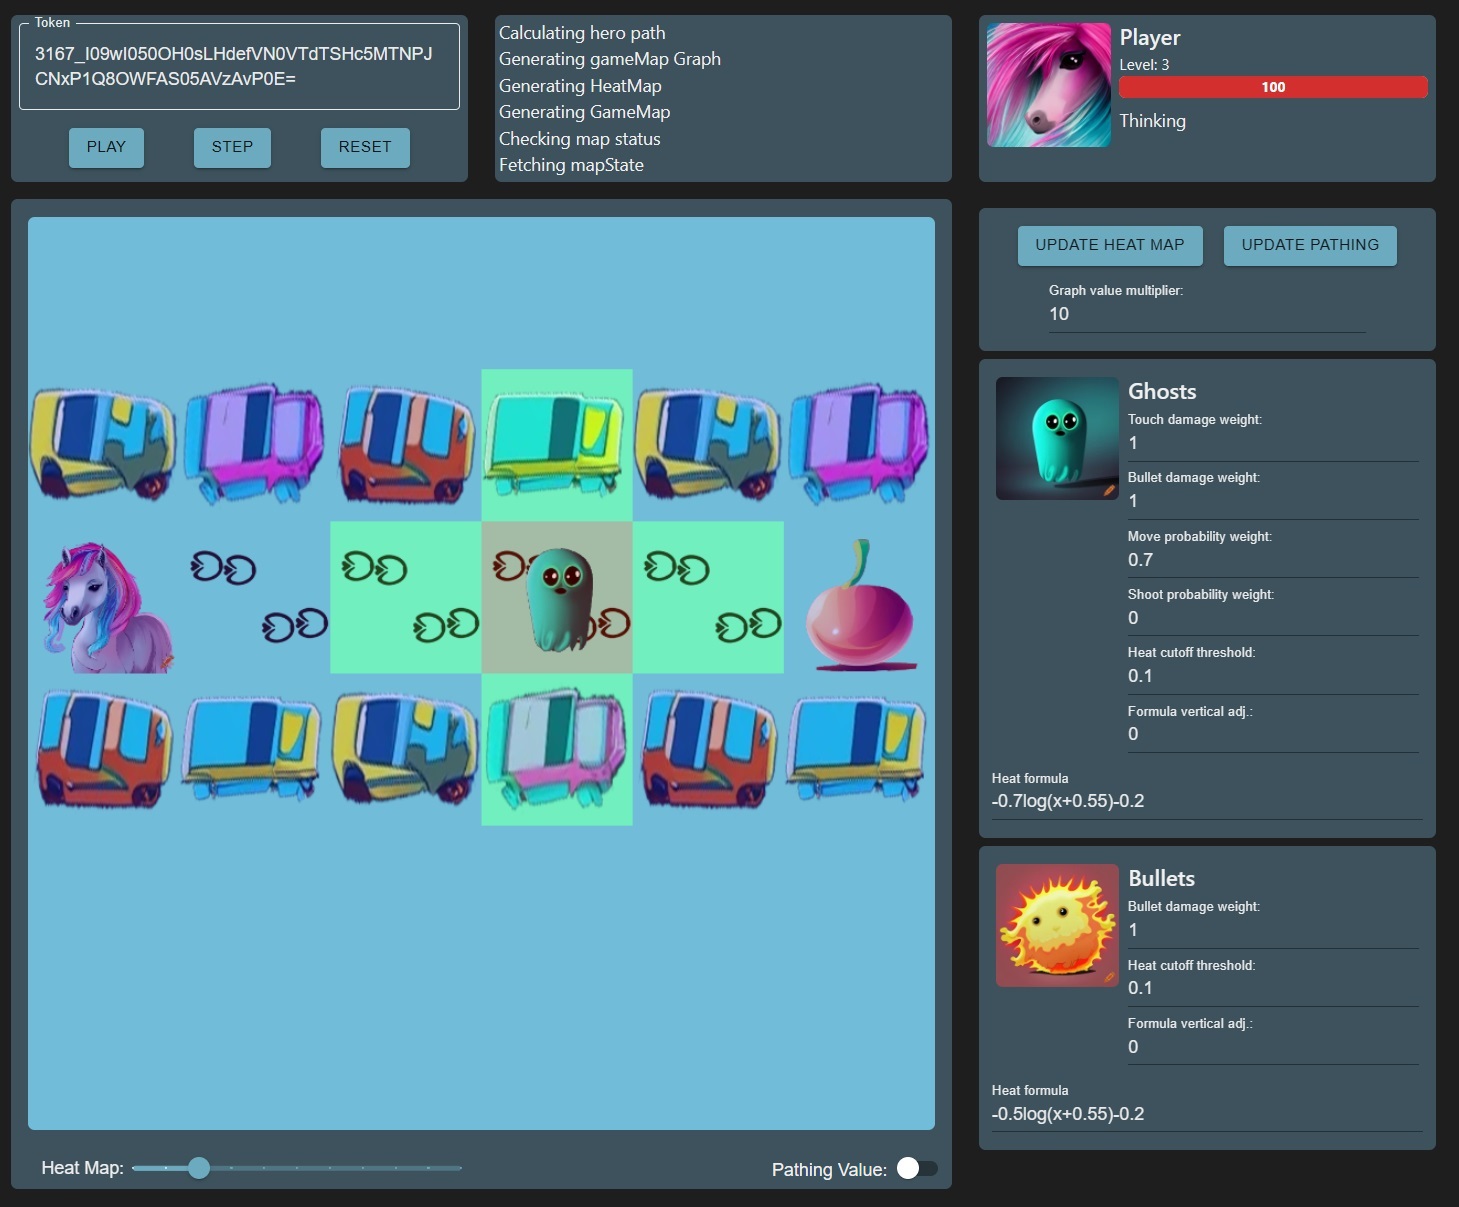 Token
3167_I09wI050OH0sLHdefVN0VTdTSHc5MTNPJ
CNxP1Q8OWFAS05AVzAvP0E=
PLAY
STEP
RESET
Calculating hero path
Generating gameMap Graph
Generating HeatMap
Generating GameMap
Checking map status
Fetching mapState
Player
Level: 3
100
Thinking
UPDATE HEAT MAP
UPDATE PATHING
Graph value multiplier:
10
Ghosts
Touch damage weight:
1
Bullet damage weight:
1
Move probability weight:
0.7
Shoot probability weight:
0
Heat cutoff threshold:
0.1
Formula vertical adj.:
0
Heat formula
-0.7log(x+0.55)-0.2
Bullets
Bullet damage weight:
1
Heat cutoff threshold:
0.1
Formula vertical adj.:
0
Heat formula
-0.5log(x+0.55)-0.2
Heat Map:
Pathing Value: